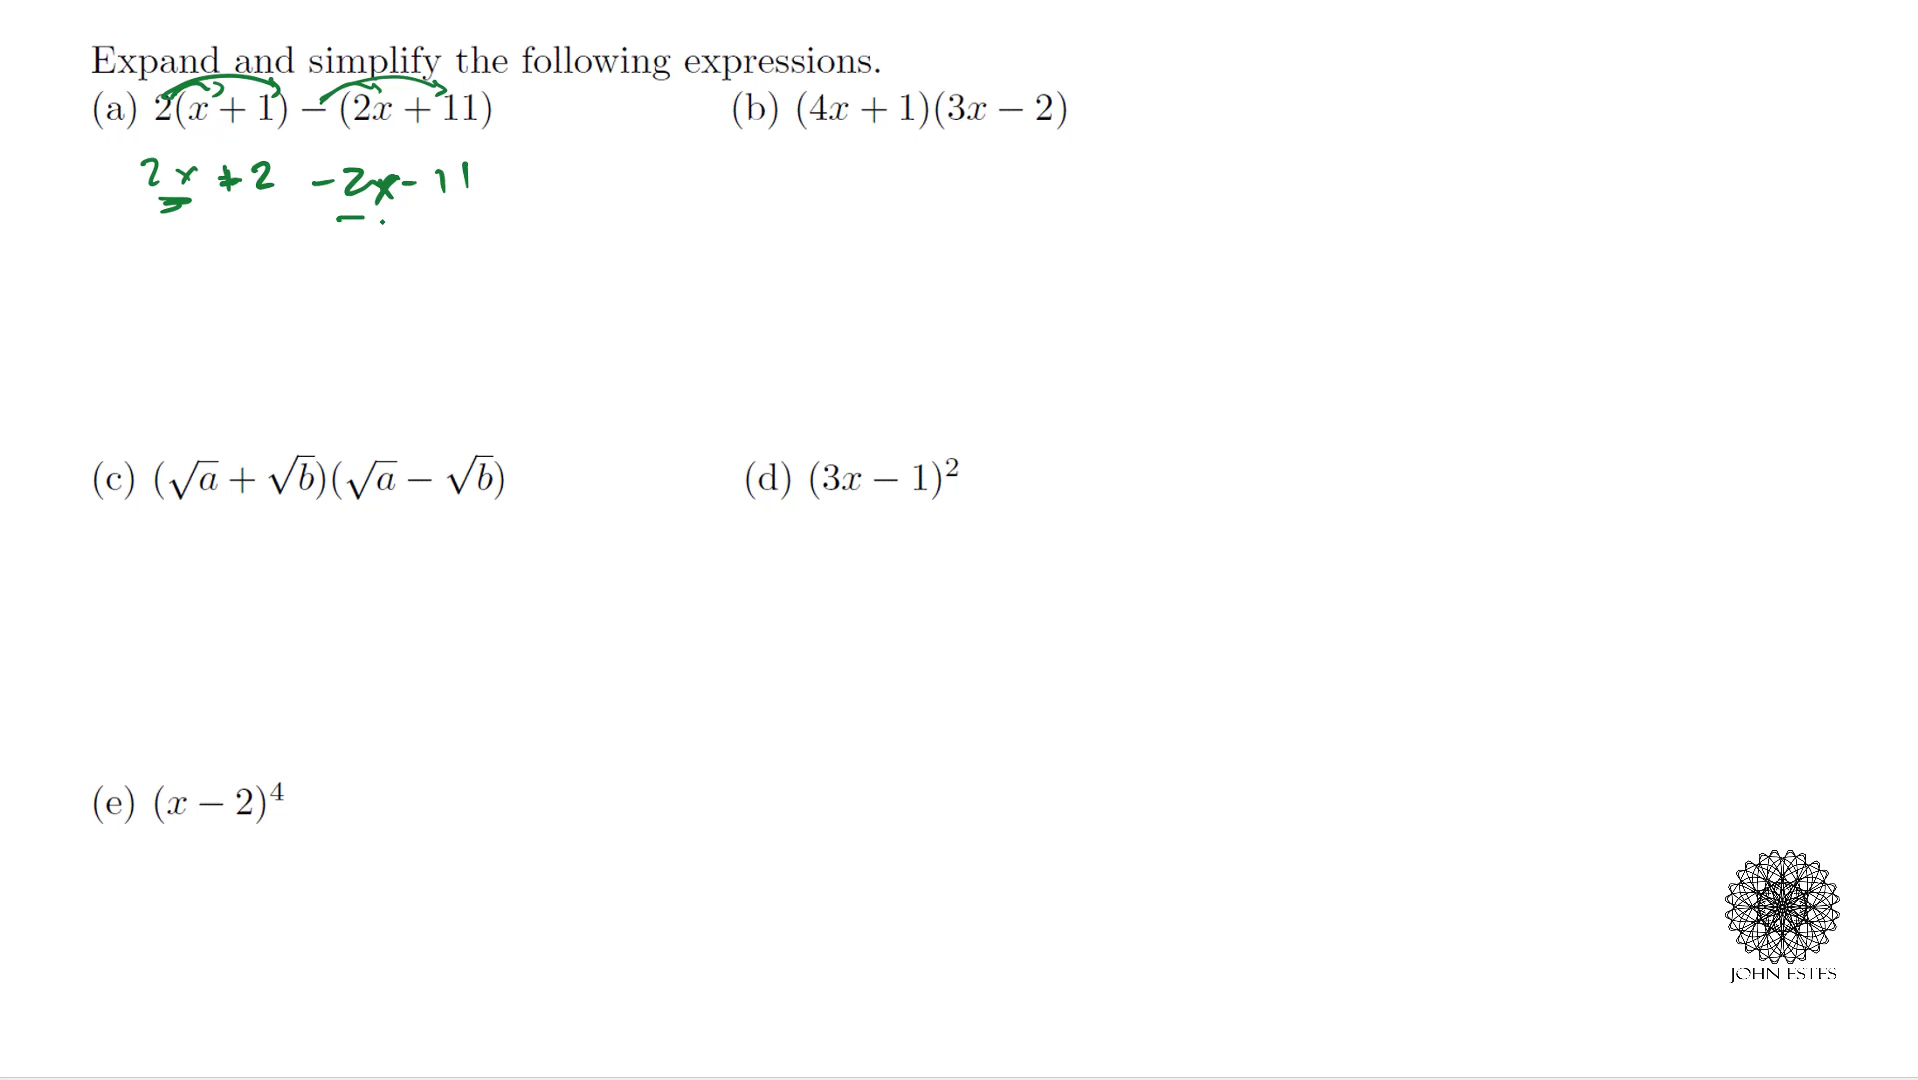 Expand and simplify the following expressions.
(a) 2(x + 1) − (2x + 11)
(b) (4x + 1)(3x − 2)
2x + 2 - 2x - 11
(c) (√a + √b)(√a − √b)
(d) (3x − 1)²
(e) (x − 2)⁴
JOHN ESTES